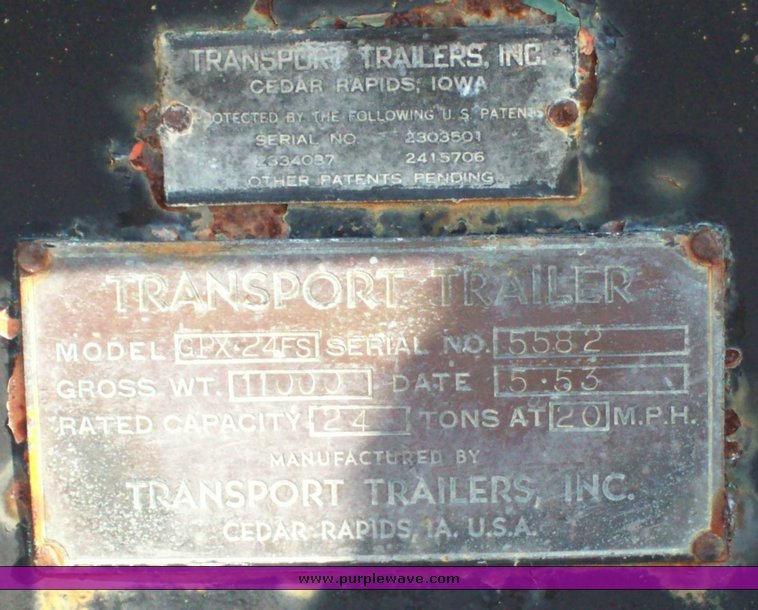 TRANSPORT TRAILERS, INC.
CEDAR RAPIDS, IOWA
PROTECTED BY THE FOLLOWING U.S. PATENTS
SERIAL NO. 2303501
2334087 2415706
OTHER PATENTS PENDING
TRANSPORT TRAILER
MODEL GPX·24FS SERIAL NO. 5582
GROSS WT. 11000 DATE 5·53
RATED CAPACITY 24 TONS AT 20 M.P.H.
MANUFACTURED BY
TRANSPORT TRAILERS, INC.
CEDAR RAPIDS, IA. U.S.A.
www.purplewave.com